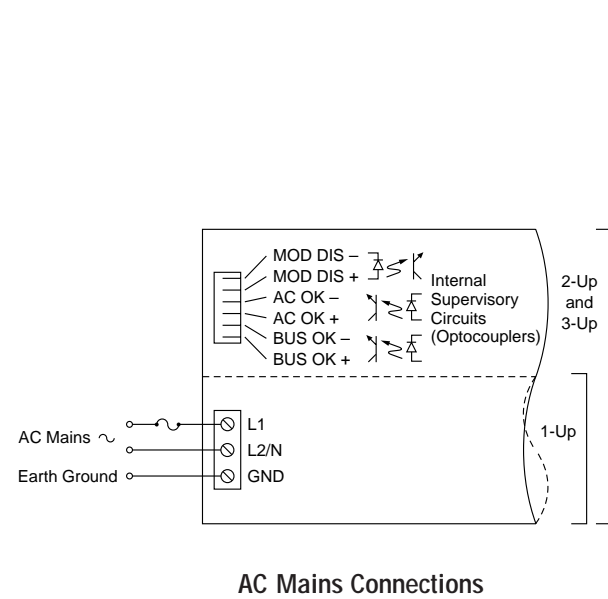 MOD DIS –
MOD DIS +
AC OK –
AC OK +
BUS OK –
BUS OK +
Internal
Supervisory
Circuits
(Optocouplers)
2-Up
and
3-Up
1-Up
AC Mains ∿
Earth Ground
L1
L2/N
GND
AC Mains Connections